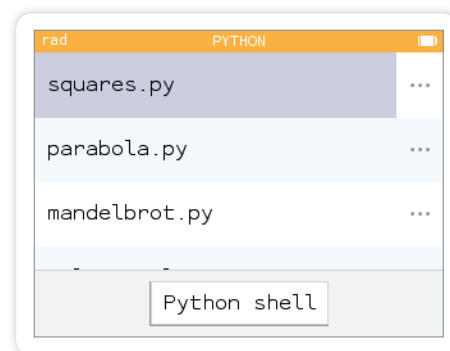 rad PYTHON
squares.py ...
parabola.py ...
mandelbrot.py ...
Python shell